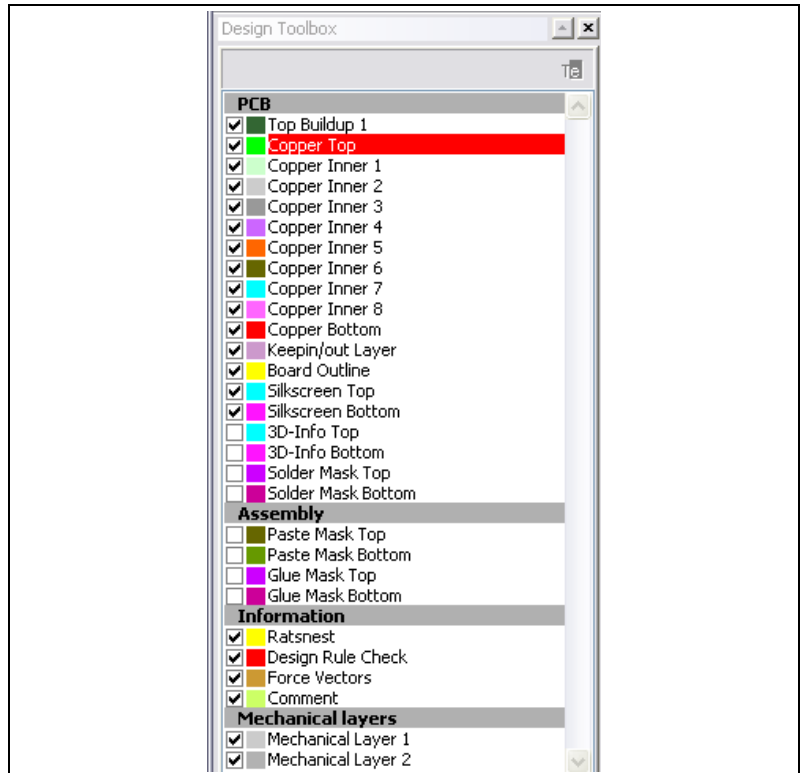 Design Toolbox
Te
PCB
Top Buildup 1
Copper Top
Copper Inner 1
Copper Inner 2
Copper Inner 3
Copper Inner 4
Copper Inner 5
Copper Inner 6
Copper Inner 7
Copper Inner 8
Copper Bottom
Keepin/out Layer
Board Outline
Silkscreen Top
Silkscreen Bottom
3D-Info Top
3D-Info Bottom
Solder Mask Top
Solder Mask Bottom
Assembly
Paste Mask Top
Paste Mask Bottom
Glue Mask Top
Glue Mask Bottom
Information
Ratsnest
Design Rule Check
Force Vectors
Comment
Mechanical layers
Mechanical Layer 1
Mechanical Layer 2